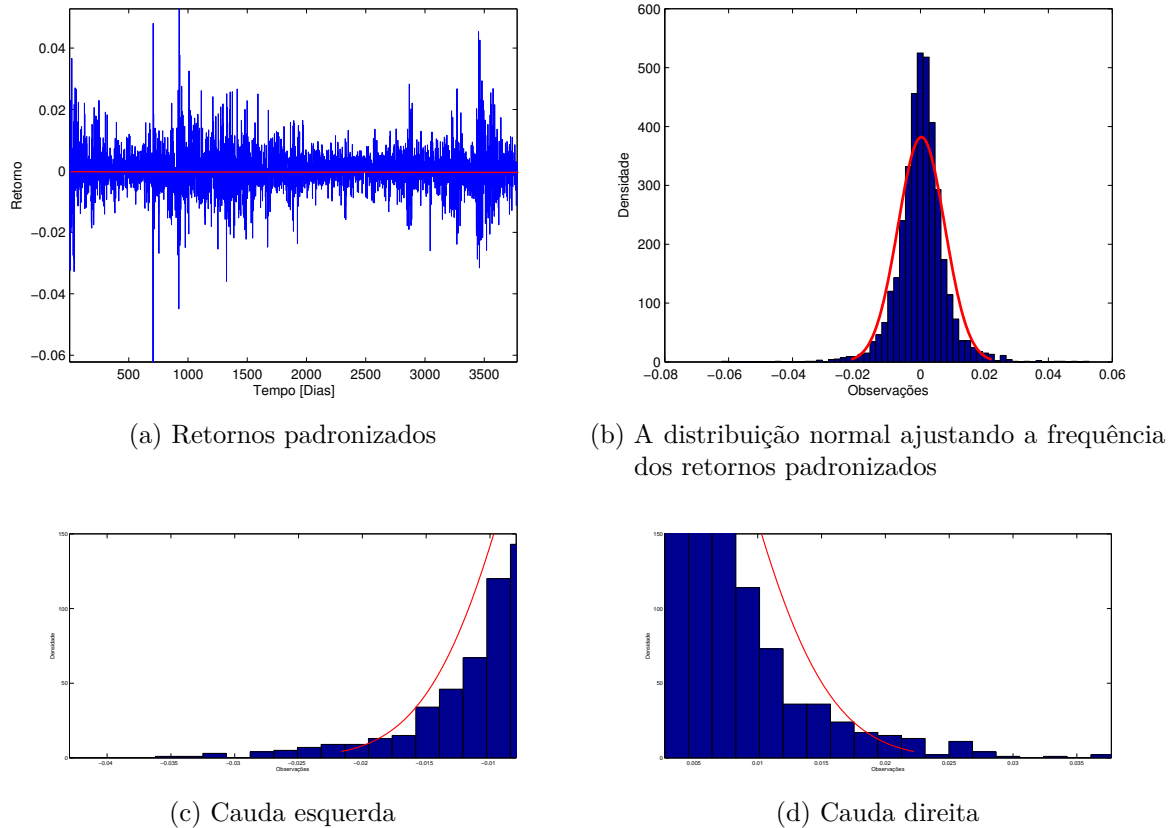 0.04
0.02
0
−0.02
−0.04
−0.06
Retorno
500 1000 1500 2000 2500 3000 3500
Tempo [Dias]
(a) Retornos padronizados
600
500
400
300
200
100
0
Densidade
−0.08 −0.06 −0.04 −0.02 0 0.02 0.04 0.06
Observações
(b) A distribuição normal ajustando a frequência
dos retornos padronizados
150
100
50
0
Densidade
−0.04 −0.035 −0.03 −0.025 −0.02 −0.015 −0.01
Observações
(c) Cauda esquerda
150
100
50
0
Densidade
0.005 0.01 0.015 0.02 0.025 0.03 0.035
Observações
(d) Cauda direita